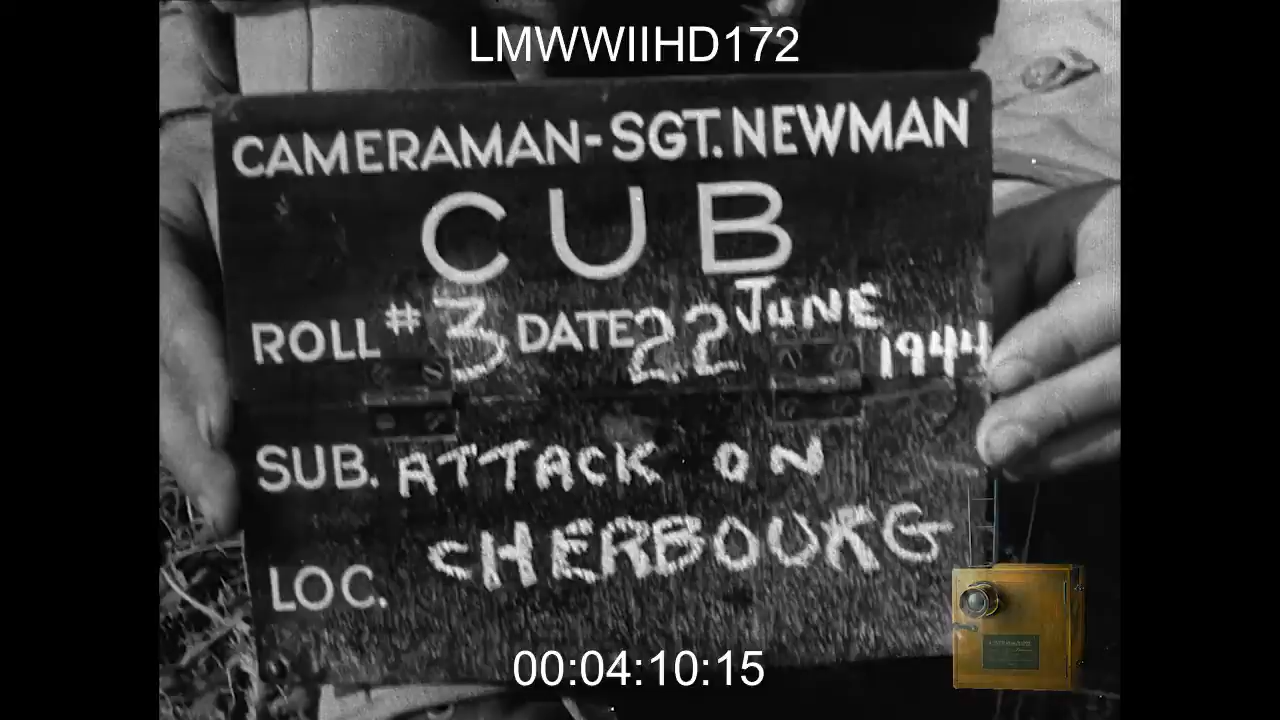 LMWWIIHD172
CAMERAMAN-SGT. NEWMAN
CUB
ROLL #3 DATE 22 JUNE 1944
SUB. ATTACK ON
CHERBOURG
LOC.
00:04:10:15